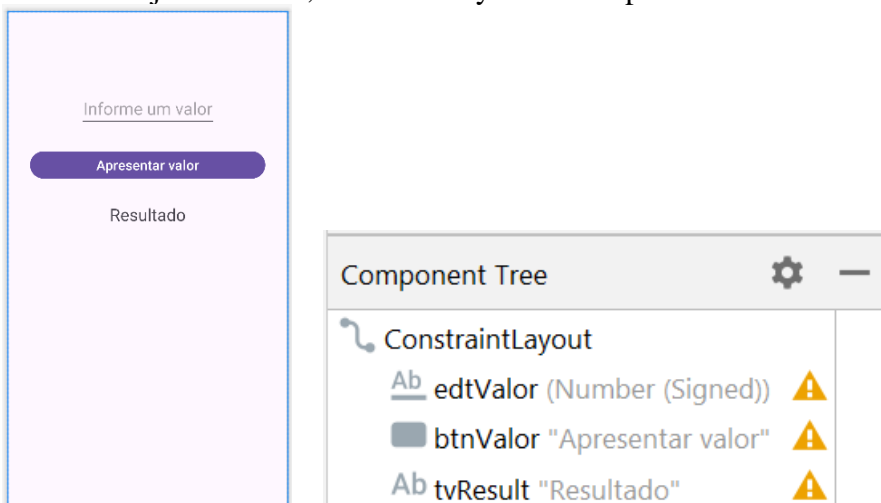 Informe um valor
Apresentar valor
Resultado
Component Tree
ConstraintLayout
Ab edtValor (Number (Signed))
btnValor "Apresentar valor"
Ab tvResult "Resultado"